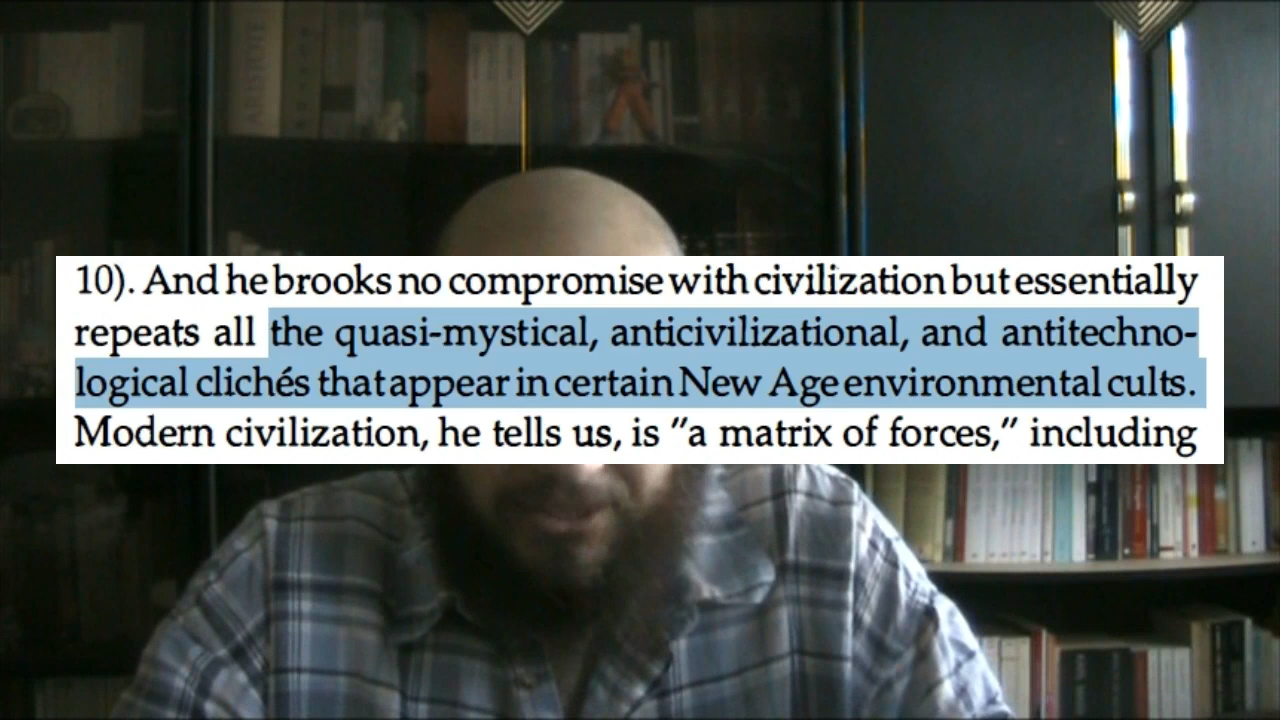 10). And he brooks no compromise with civilization but essentially
repeats all the quasi-mystical, anticivilizational, and antitechno-
logical clichés that appear in certain New Age environmental cults.
Modern civilization, he tells us, is ”a matrix of forces,” including